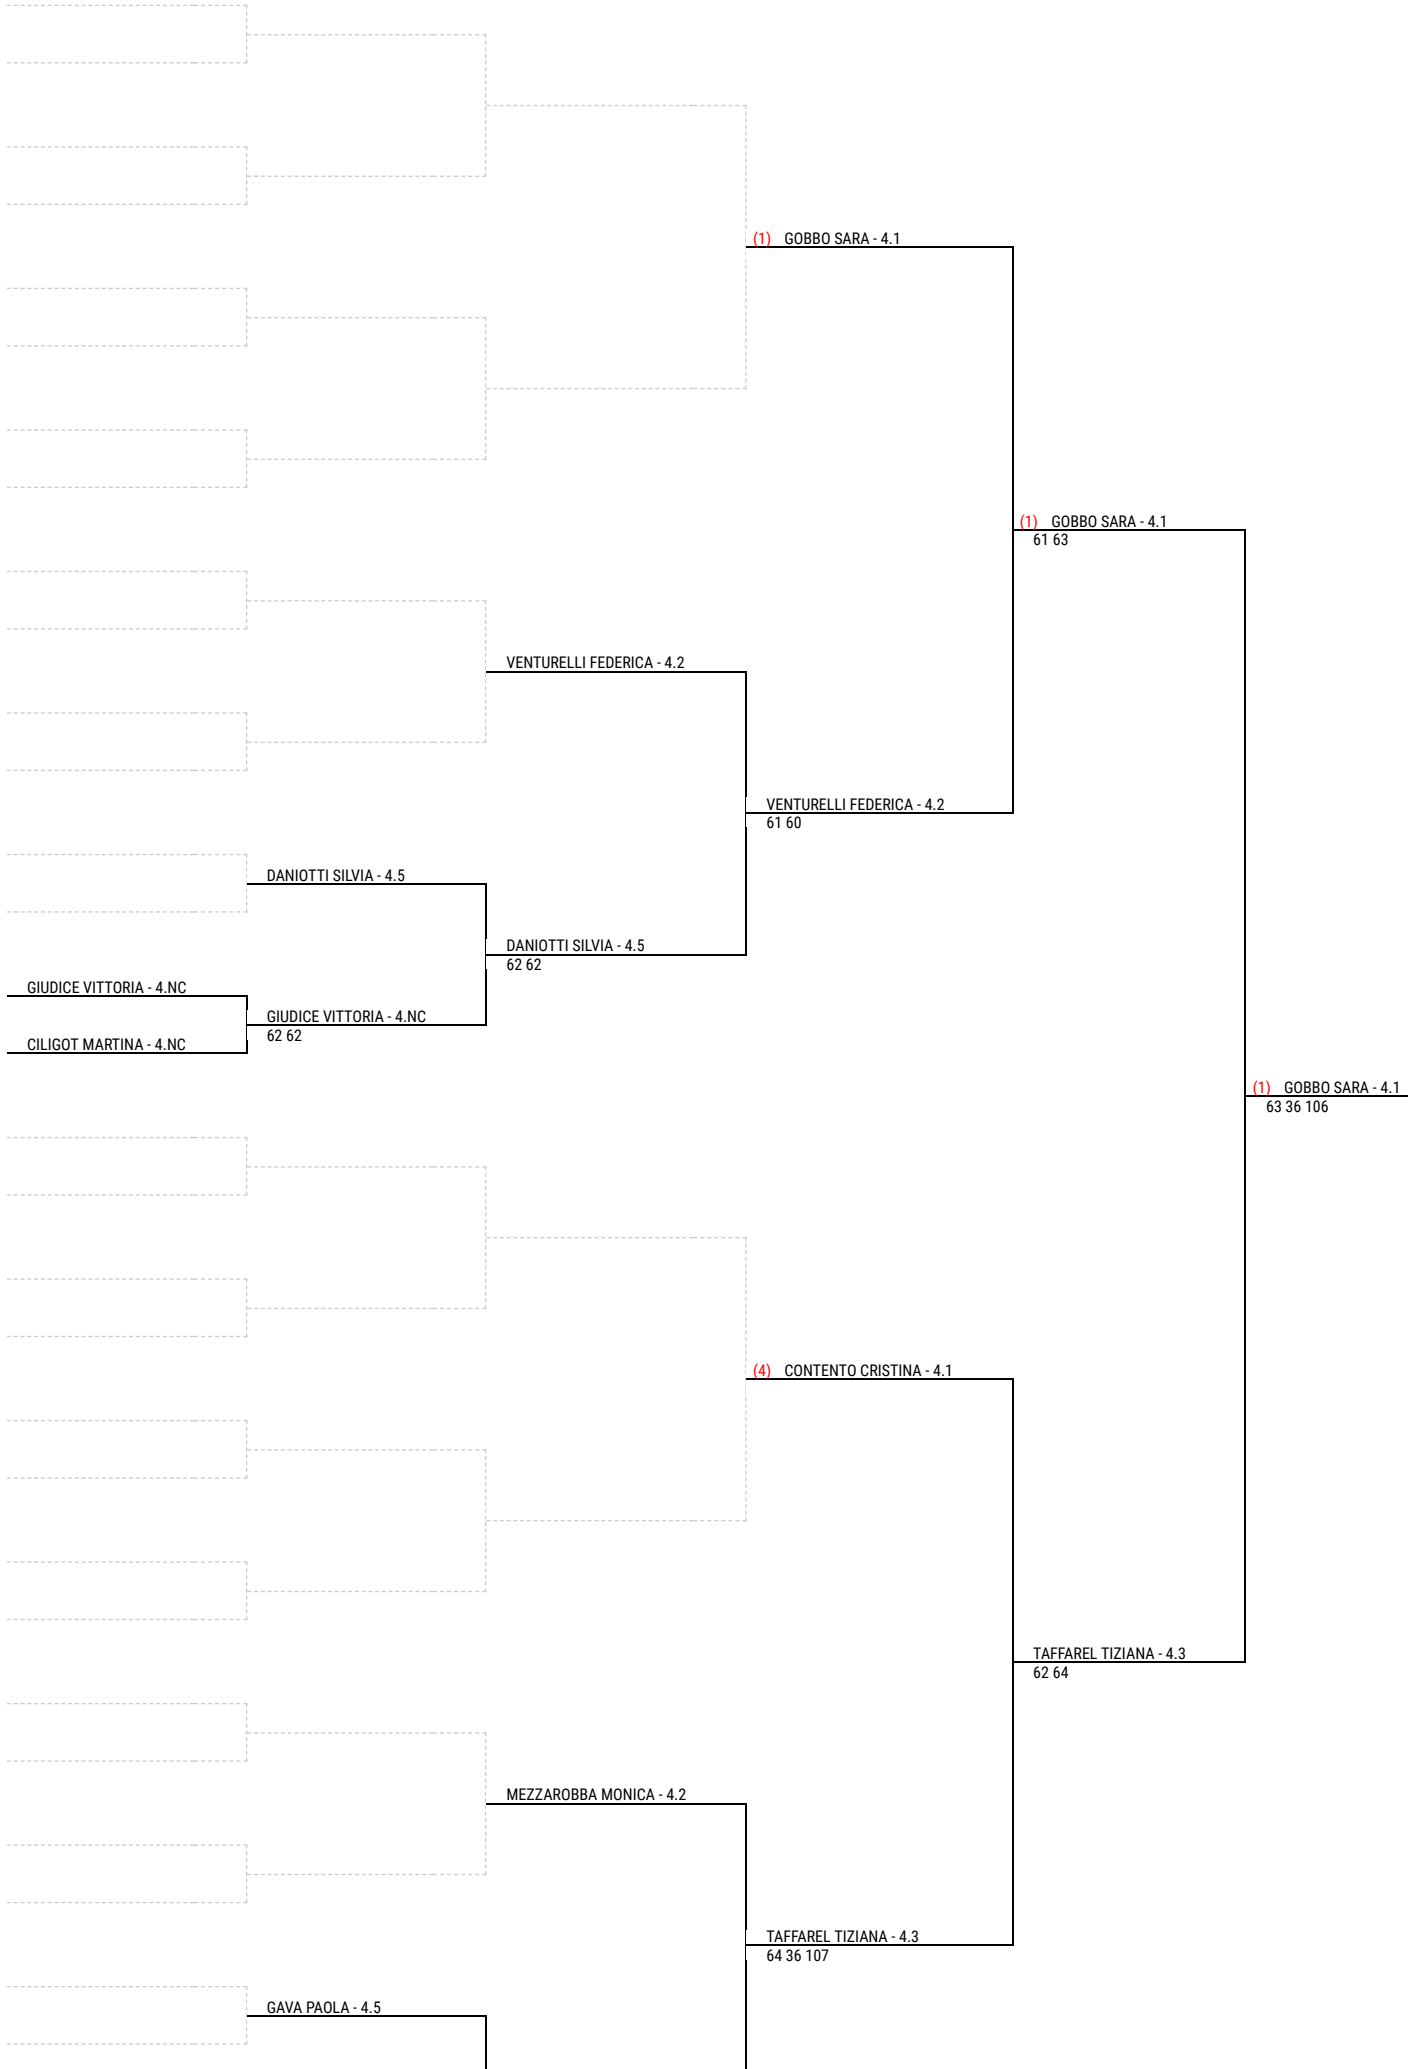 (1) GOBBO SARA - 4.1
(1) GOBBO SARA - 4.1
61 63
VENTURELLI FEDERICA - 4.2
VENTURELLI FEDERICA - 4.2
61 60
DANIOTTI SILVIA - 4.5
DANIOTTI SILVIA - 4.5
62 62
GIUDICE VITTORIA - 4.NC
GIUDICE VITTORIA - 4.NC
62 62
CILIGOT MARTINA - 4.NC
(1) GOBBO SARA - 4.1
63 36 106
(4) CONTENTO CRISTINA - 4.1
TAFFAREL TIZIANA - 4.3
62 64
MEZZAROBBA MONICA - 4.2
TAFFAREL TIZIANA - 4.3
64 36 107
GAVA PAOLA - 4.5